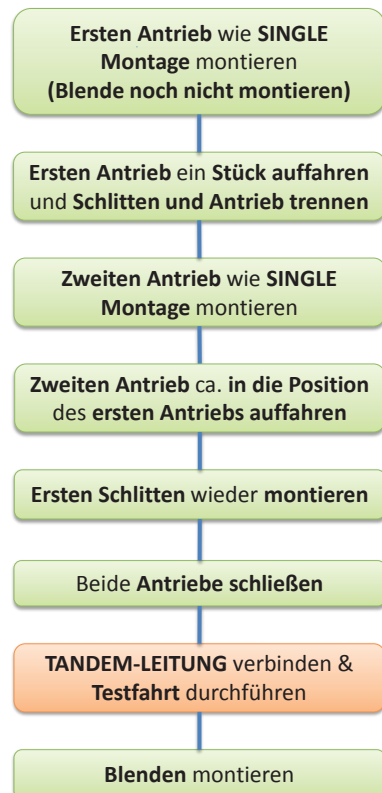 Ersten Antrieb wie SINGLE
Montage montieren
(Blende noch nicht montieren)
Ersten Antrieb ein Stück auffahren
und Schlitten und Antrieb trennen
Zweiten Antrieb wie SINGLE
Montage montieren
Zweiten Antrieb ca. in die Position
des ersten Antriebs auffahren
Ersten Schlitten wieder montieren
Beide Antriebe schließen
TANDEM-LEITUNG verbinden &
Testfahrt durchführen
Blenden montieren